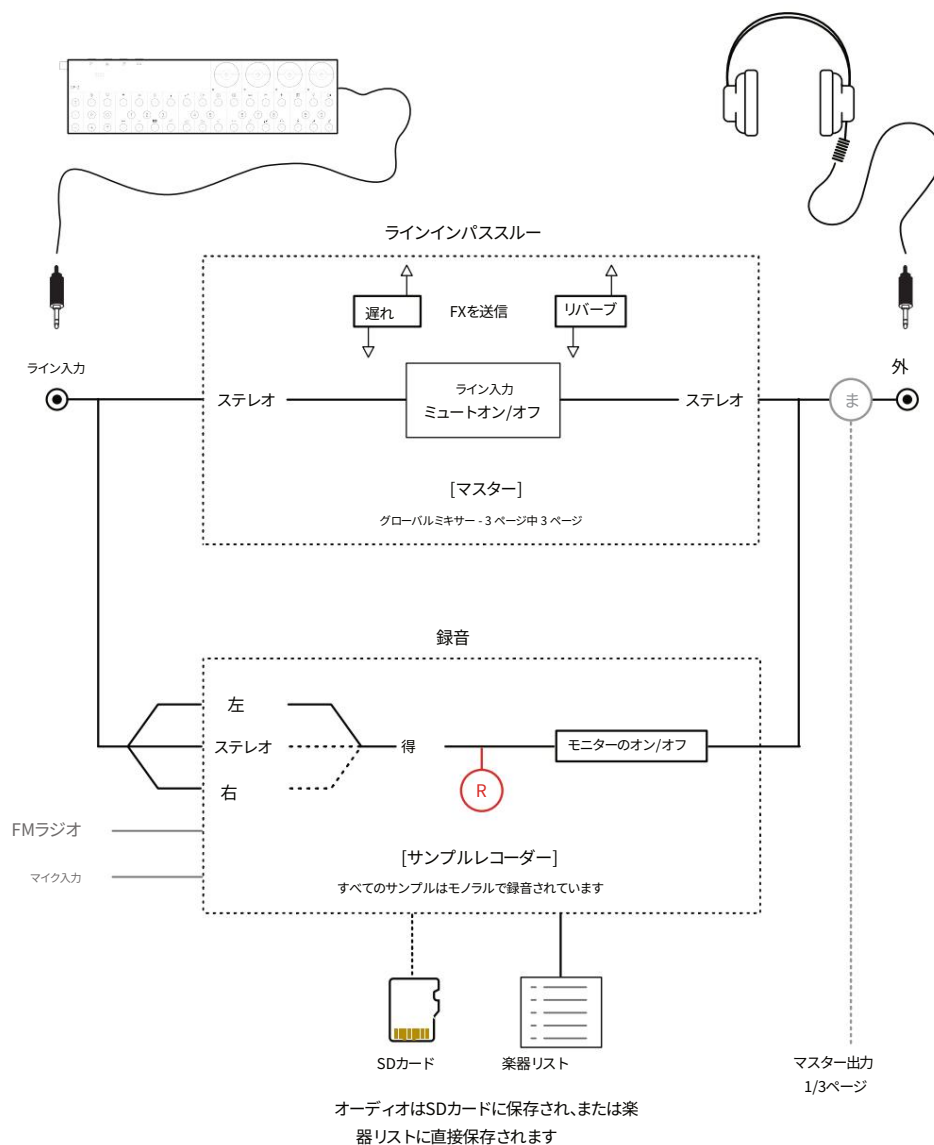 ラインインパススルー
遅れ
FXを送信
リバーブ
ライン入力
外
ステレオ
ライン入力
ミュートオン/オフ
ステレオ
ま
[マスター]
グローバルミキサー - 3 ページ中 3 ページ
録音
左
ステレオ
得
モニターのオン/オフ
右
R
FMラジオ
マイク入力
[サンプルレコーダー]
すべてのサンプルはモノラルで録音されています
SDカード
楽器リスト
マスター出力
1/3ページ
オーディオはSDカードに保存され、または楽
器リストに直接保存されます